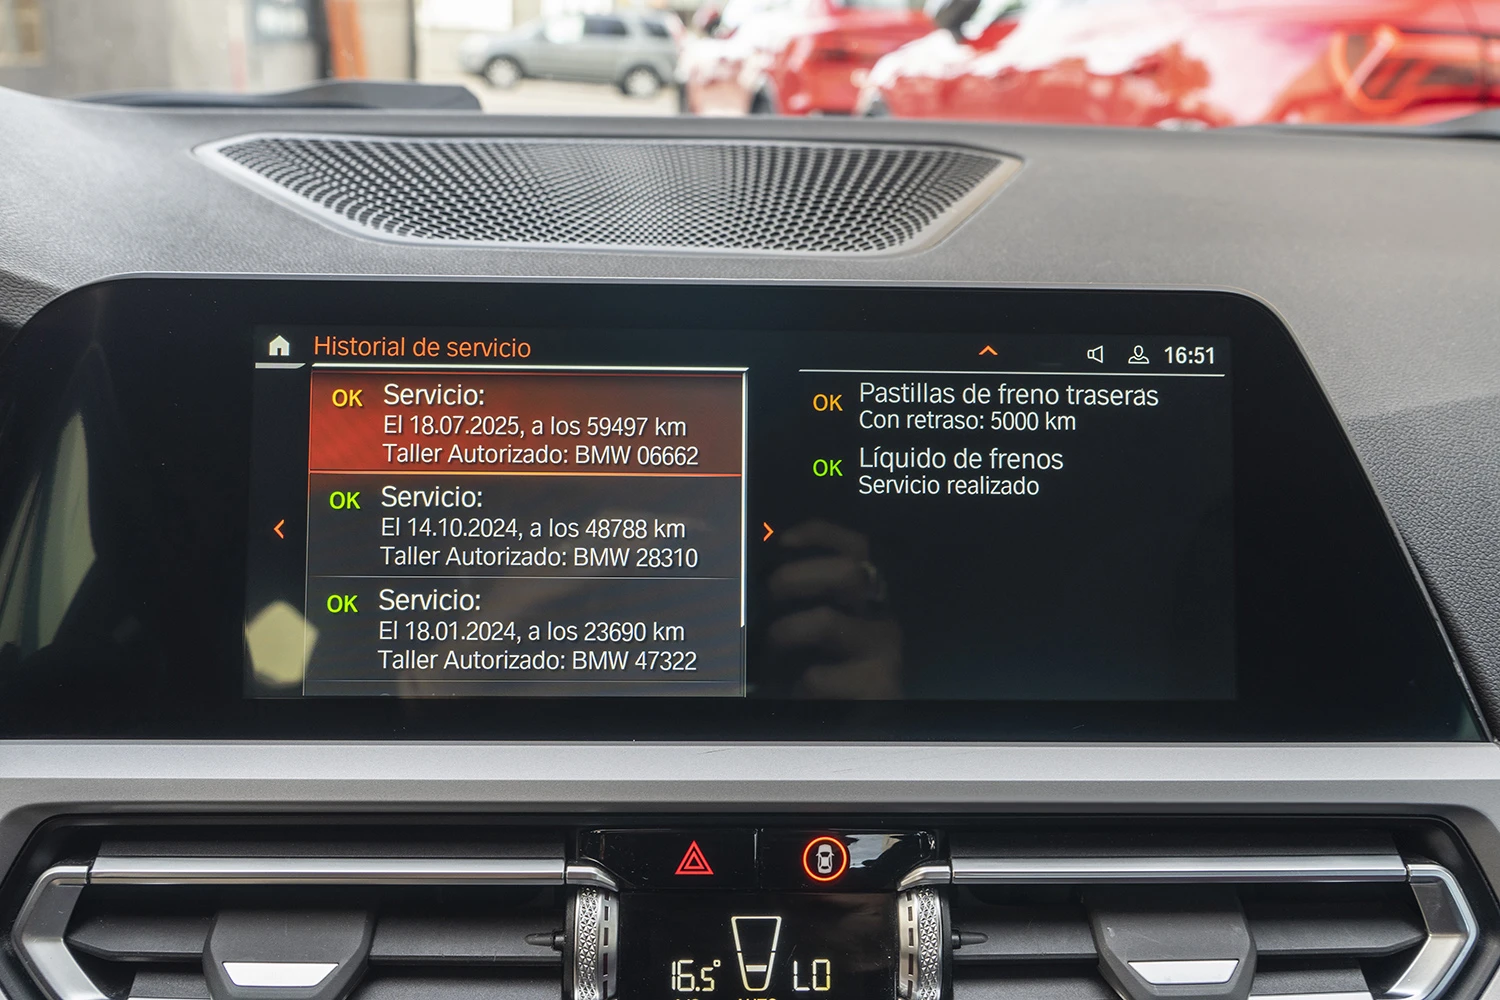 Historial de servicio
16:51
OK Servicio:
El 18.07.2025, a los 59497 km
Taller Autorizado: BMW 06662
OK Servicio:
El 14.10.2024, a los 48788 km
Taller Autorizado: BMW 28310
OK Servicio:
El 18.01.2024, a los 23690 km
Taller Autorizado: BMW 47322
OK Pastillas de freno traseras
Con retraso: 5000 km
OK Líquido de frenos
Servicio realizado
16.5° LO